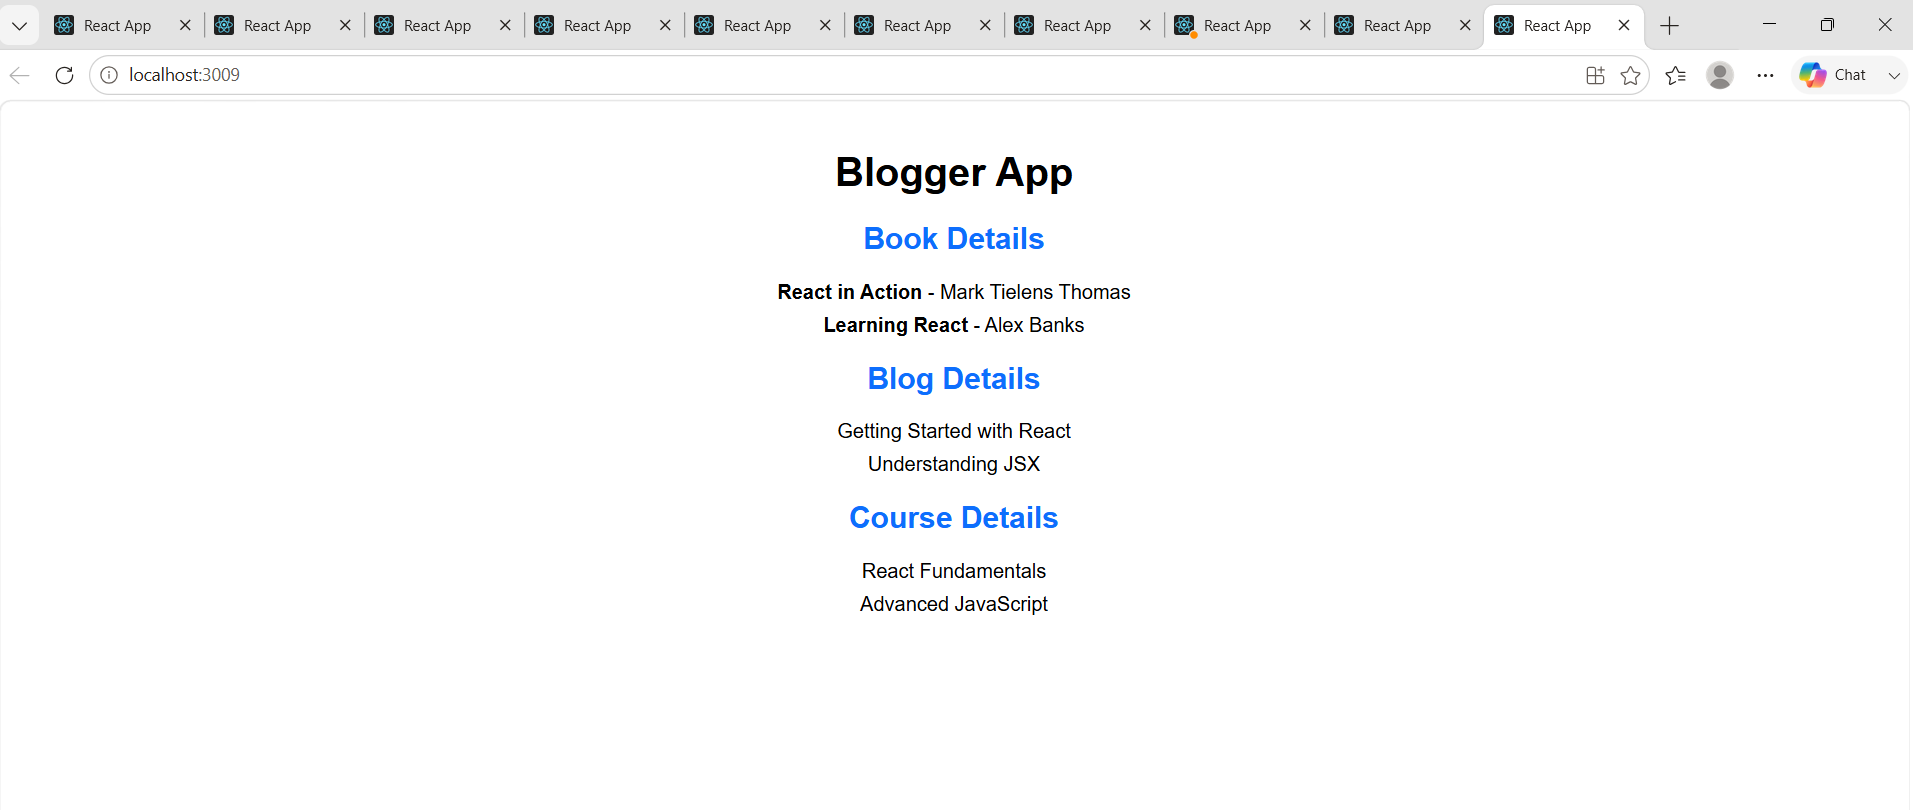 React App React App React App React App React App React App React App React App React App React App
localhost:3009 Chat
Blogger App
Book Details
React in Action - Mark Tielens Thomas
Learning React - Alex Banks
Blog Details
Getting Started with React
Understanding JSX
Course Details
React Fundamentals
Advanced JavaScript